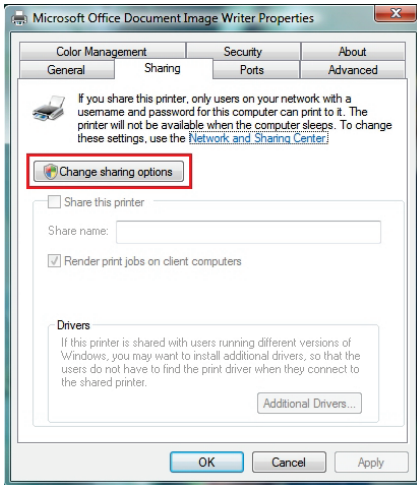 Microsoft Office Document Image Writer Properties
Color Management Security About
General Sharing Ports Advanced
If you share this printer, only users on your network with a
username and password for this computer can print to it. The
printer will not be available when the computer sleeps. To change
these settings, use the Network and Sharing Center.
Change sharing options
Share this printer
Share name:
Render print jobs on client computers
Drivers
If this printer is shared with users running different versions of
Windows, you may want to install additional drivers, so that the
users do not have to find the print driver when they connect to
the shared printer.
Additional Drivers...
OK Cancel Apply